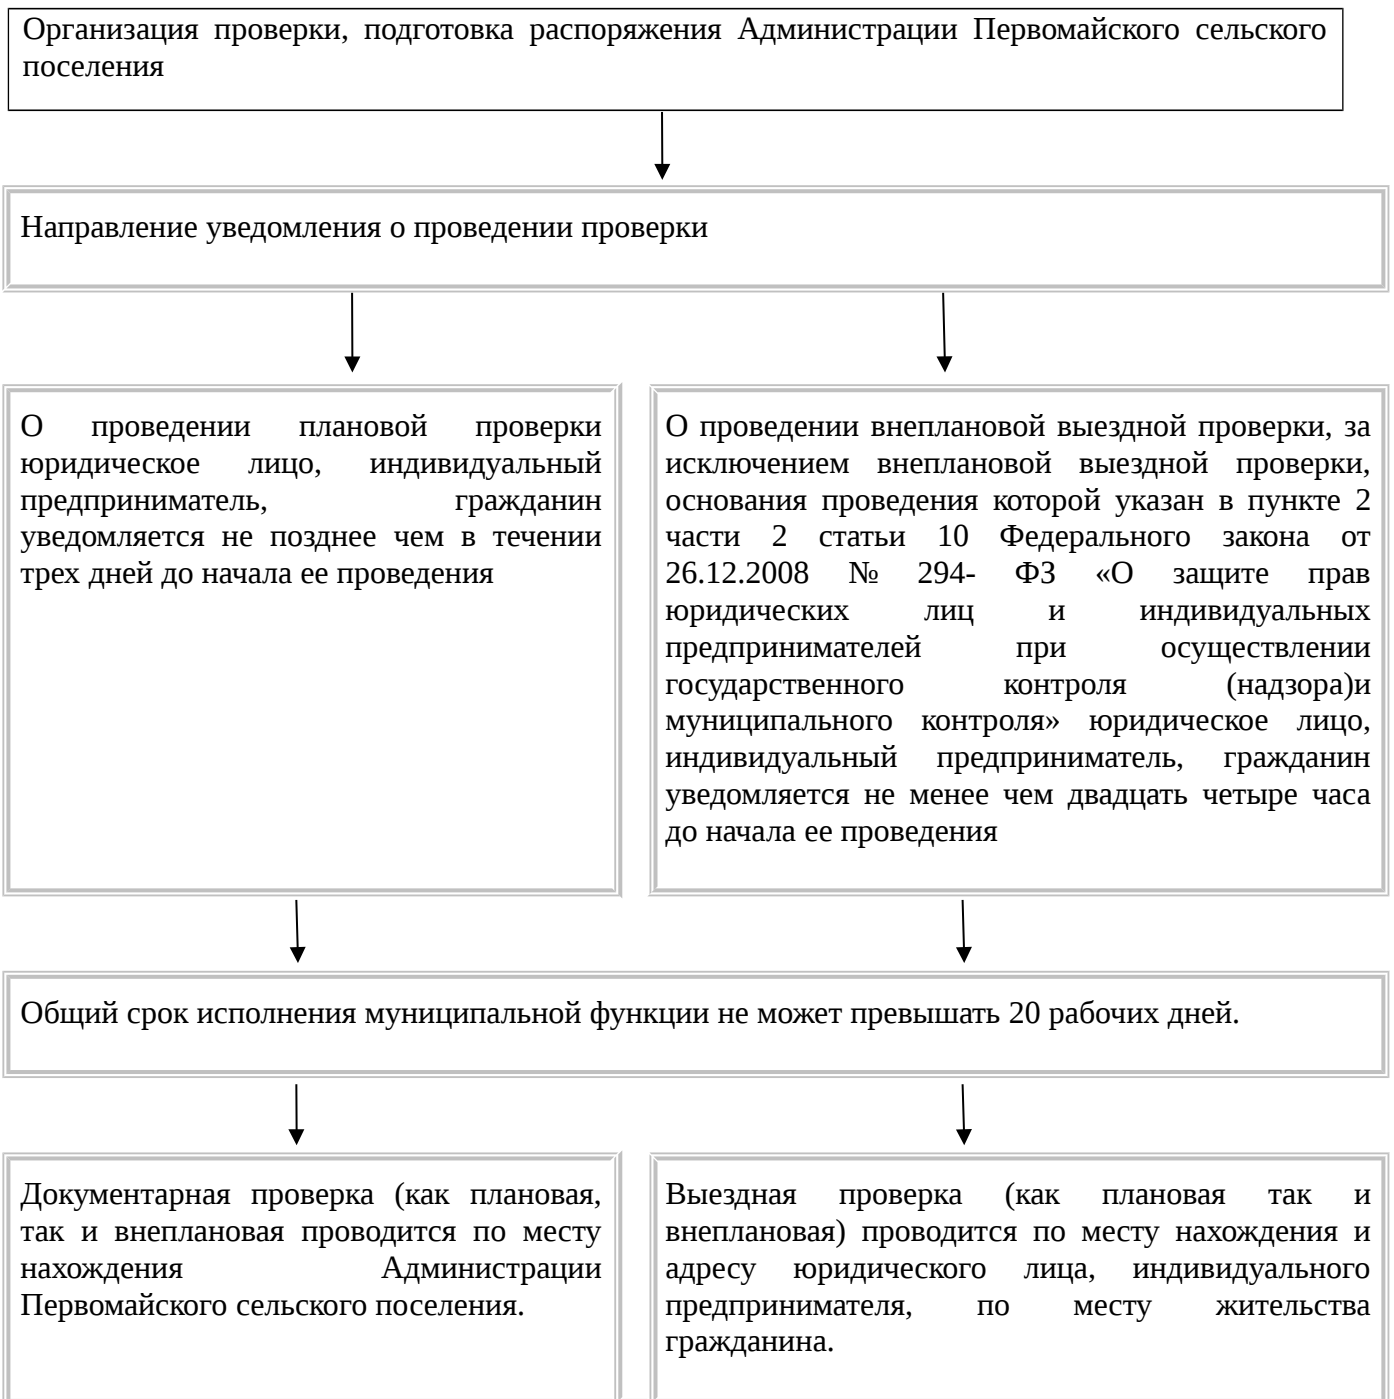 Организация проверки, подготовка распоряжения Администрации Первомайского сельского
поселения
Направление уведомления о проведении проверки
О проведении плановой проверки
юридическое лицо, индивидуальный
предприниматель, гражданин
уведомляется не позднее чем в течении
трех дней до начала ее проведения
О проведении внеплановой выездной проверки, за
исключением внеплановой выездной проверки,
основания проведения которой указан в пункте 2
части 2 статьи 10 Федерального закона от
26.12.2008 № 294- ФЗ «О защите прав
юридических лиц и индивидуальных
предпринимателей при осуществлении
государственного контроля (надзора)и
муниципального контроля» юридическое лицо,
индивидуальный предприниматель, гражданин
уведомляется не менее чем двадцать четыре часа
до начала ее проведения
Общий срок исполнения муниципальной функции не может превышать 20 рабочих дней.
Документарная проверка (как плановая,
так и внеплановая проводится по месту
нахождения Администрации
Первомайского сельского поселения.
Выездная проверка (как плановая так и
внеплановая) проводится по месту нахождения и
адресу юридического лица, индивидуального
предпринимателя, по месту жительства
гражданина.